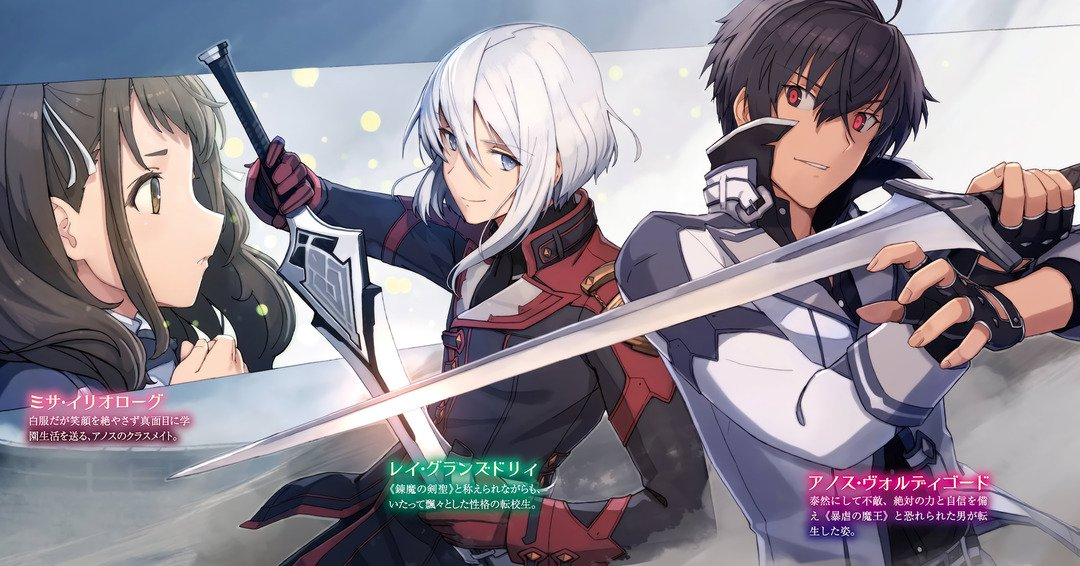 ミサ・イリオローグ
白服だが笑顔を絶やさず真面目に学
園生活を送る、アノスのクラスメイト。
レイ・グランズドリィ
《錬魔の剣聖》と称えられながらも、
いたって飄々とした性格の転校生。
アノス・ヴォルディゴード
泰然にして不敵、絶対の力と自信を備
え《暴虐の魔王》と恐れられた男が転
生した姿。